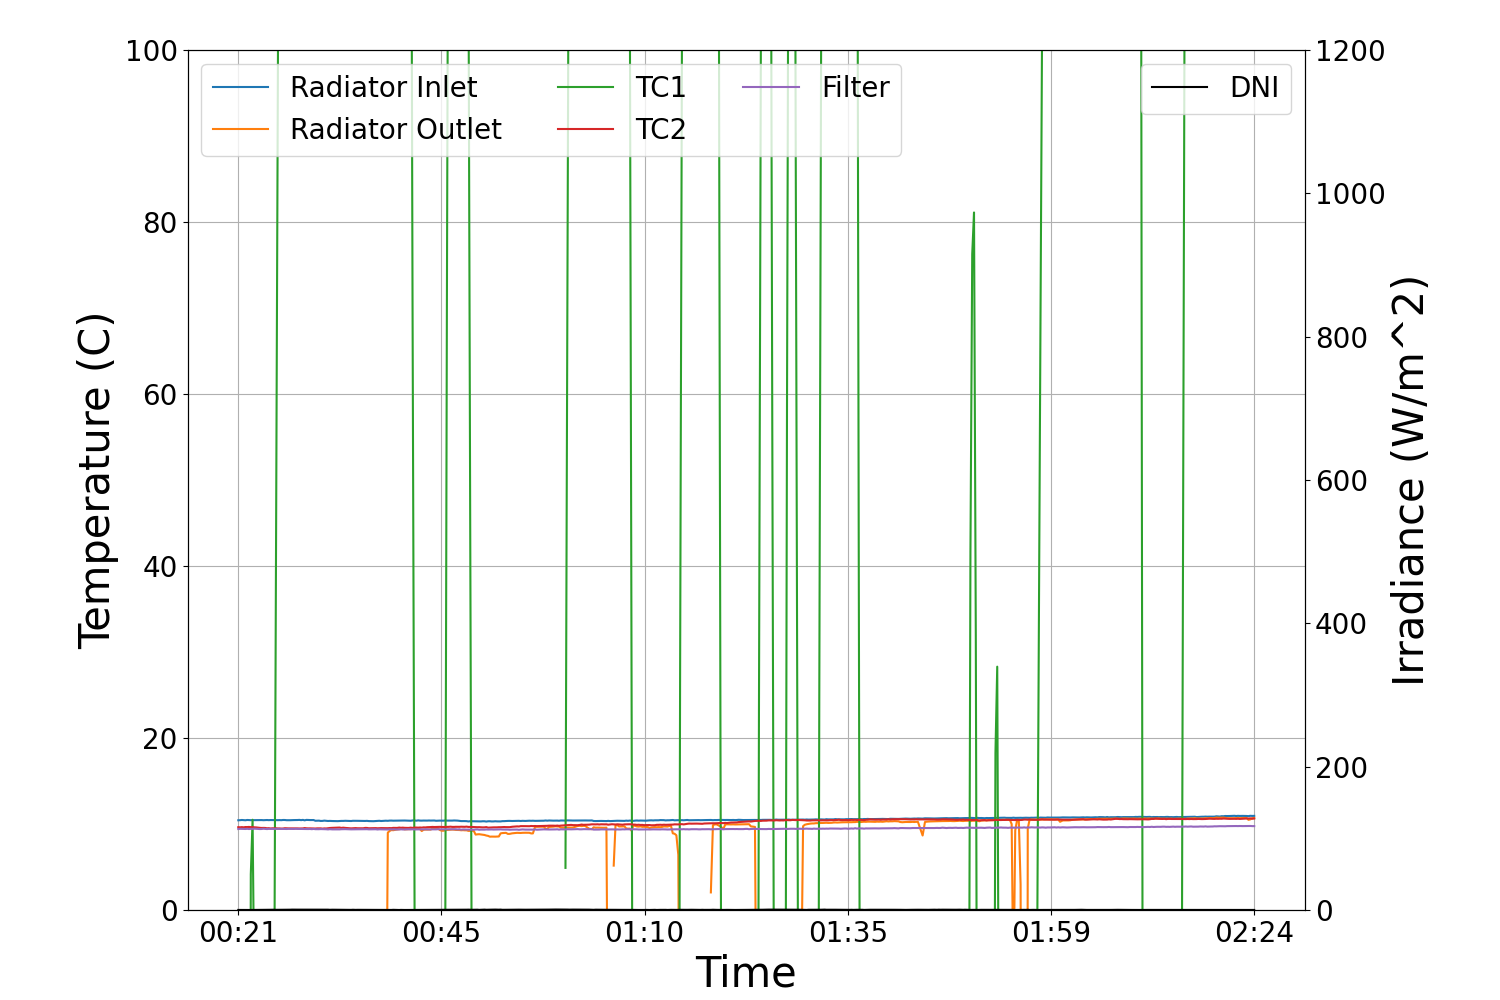 100
80
60
40
20
0
Temperature (C)
Radiator Inlet
Radiator Outlet
TC1
TC2
Filter
DNI
1200
1000
800
600
400
200
0
Irradiance (W/m^2)
00:21 00:45 01:10 01:35 01:59 02:24
Time